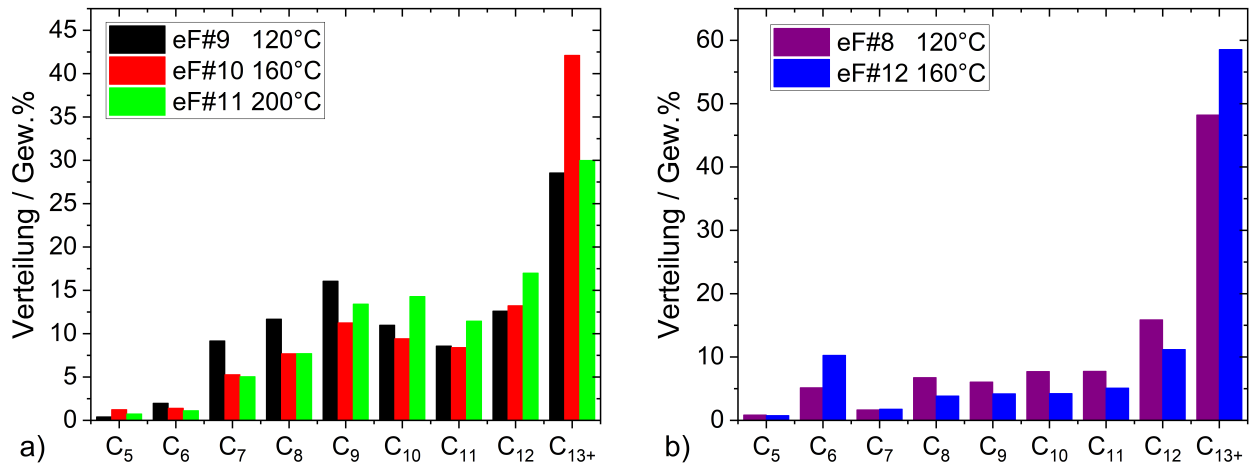 eF#9 120°C
eF#10 160°C
eF#11 200°C
Verteilung / Gew.%
45
40
35
30
25
20
15
10
5
0
C₅ C₆ C₇ C₈ C₉ C₁₀ C₁₁ C₁₂ C₁₃₊
a)
eF#8 120°C
eF#12 160°C
Verteilung / Gew.%
60
50
40
30
20
10
0
C₅ C₆ C₇ C₈ C₉ C₁₀ C₁₁ C₁₂ C₁₃₊
b)